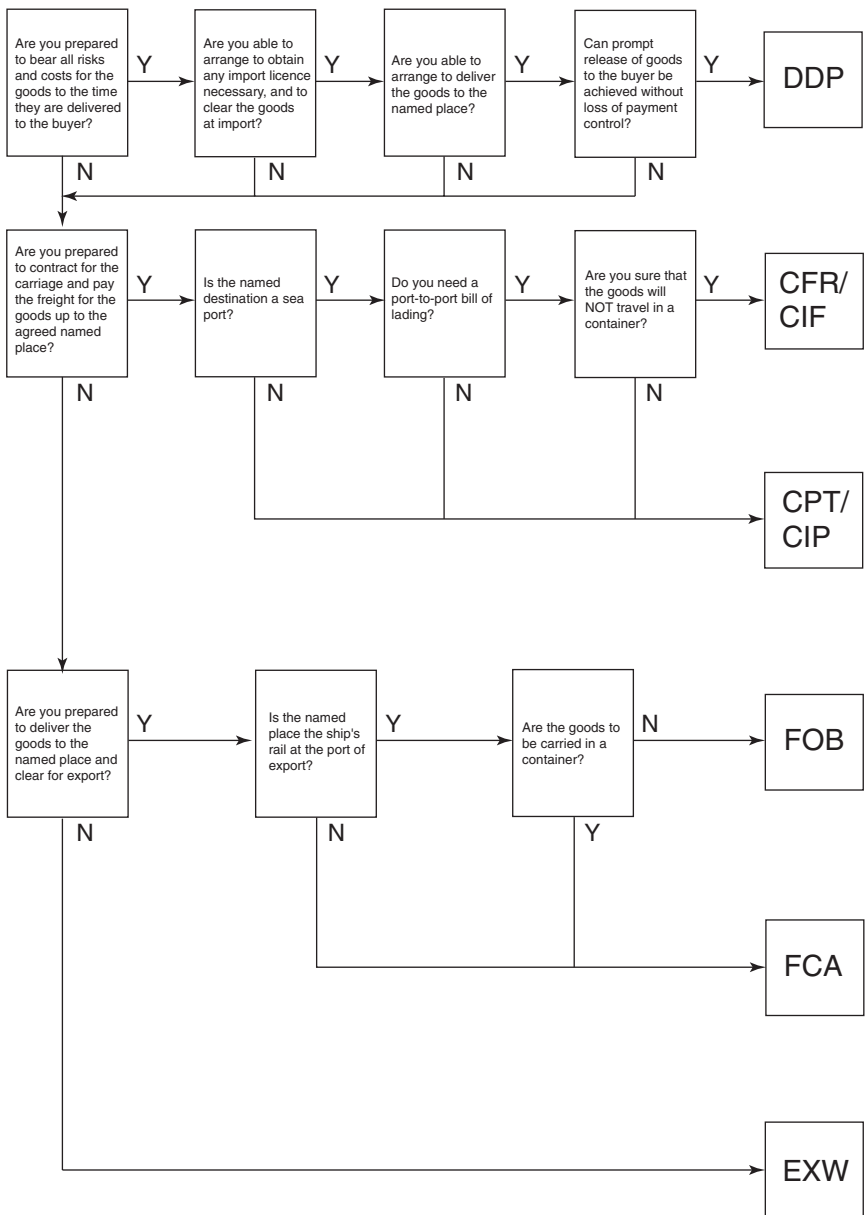 Are you prepared
to bear all risks
and costs for the
goods to the time
they are delivered
to the buyer?
Y
N
Are you able to
arrange to obtain
any import licence
necessary, and to
clear the goods
at import?
Y
N
Are you able to
arrange to deliver
the goods to the
named place?
Y
N
Can prompt
release of goods
to the buyer be
achieved without
loss of payment
control?
Y
N
DDP
Are you prepared
to contract for the
carriage and pay
the freight for the
goods up to the
agreed named
place?
Y
N
Is the named
destination a sea
port?
Y
N
Do you need a
port-to-port bill of
lading?
Y
N
Are you sure that
the goods will
NOT travel in a
container?
Y
N
CFR/
CIF
CPT/
CIP
Are you prepared
to deliver the
goods to the
named place and
clear for export?
Y
N
Is the named
place the ship's
rail at the port of
export?
Y
N
Are the goods to
be carried in a
container?
N
Y
FOB
FCA
EXW